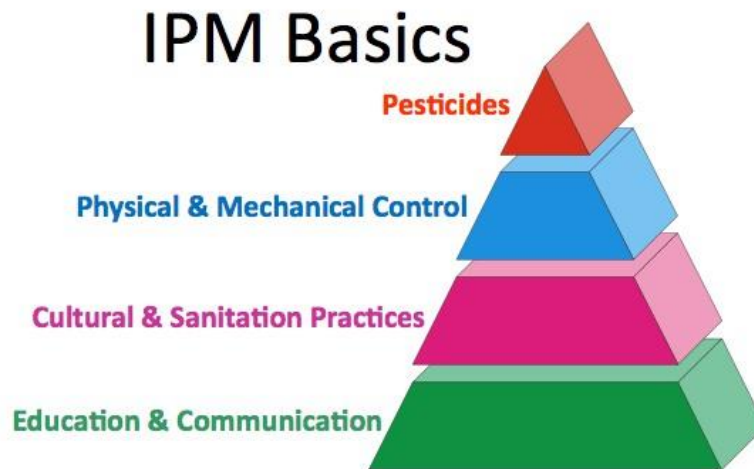 IPM Basics
Pesticides
Physical & Mechanical Control
Cultural & Sanitation Practices
Education & Communication